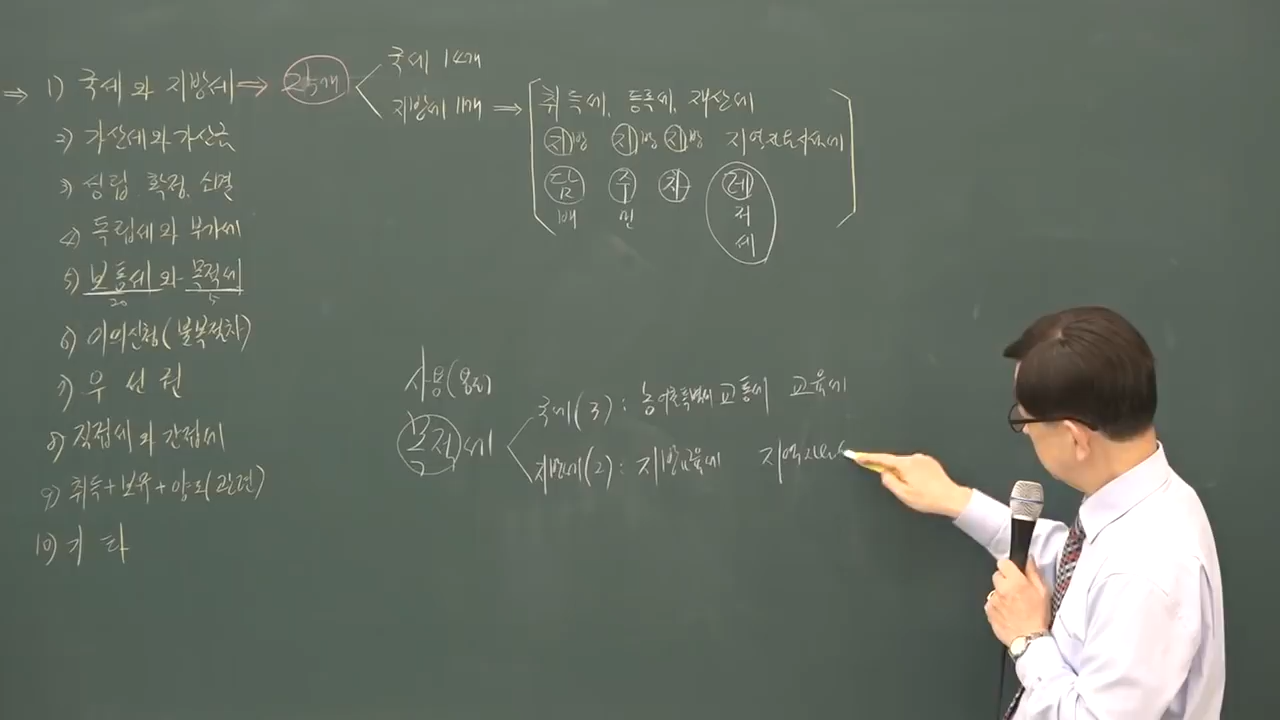 ⇒ 1) 국세와 지방세 ⇒ 25개
국세 14개
지방세 11개 ⇒
취득세, 등록세, 재산세
지방 지방 지방 지역자원시설세
담배 주민 차 레저세
2) 가산세와 가산금
3) 성립, 확정, 소멸
4) 독립세와 부가세
5) 보통세와 목적세
20 5
6) 이의신청(불복절차)
7) 우선권
8) 직접세와 간접세
9) 취득+보유+양도(관련)
10) 기타
사용(용도)
목적세
국세(3): 농어촌특별세 교통세 교육세
지방세(2): 지방교육세 지역자원